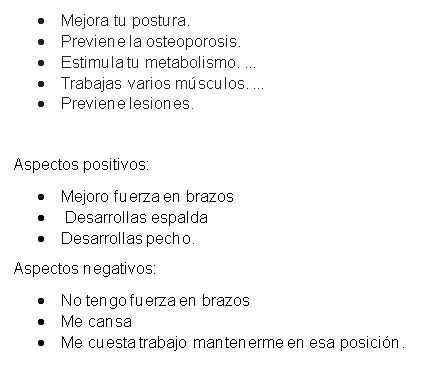 • Mejora tu postura.
• Previene la osteoporosis.
• Estimula tu metabolismo. ...
• Trabajas varios músculos. ...
• Previene lesiones.
Aspectos positivos:
• Mejoro fuerza en brazos
• Desarrollas espalda
• Desarrollas pecho.
Aspectos negativos:
• No tengo fuerza en brazos
• Me cansa
• Me cuesta trabajo mantenerme en esa posición.